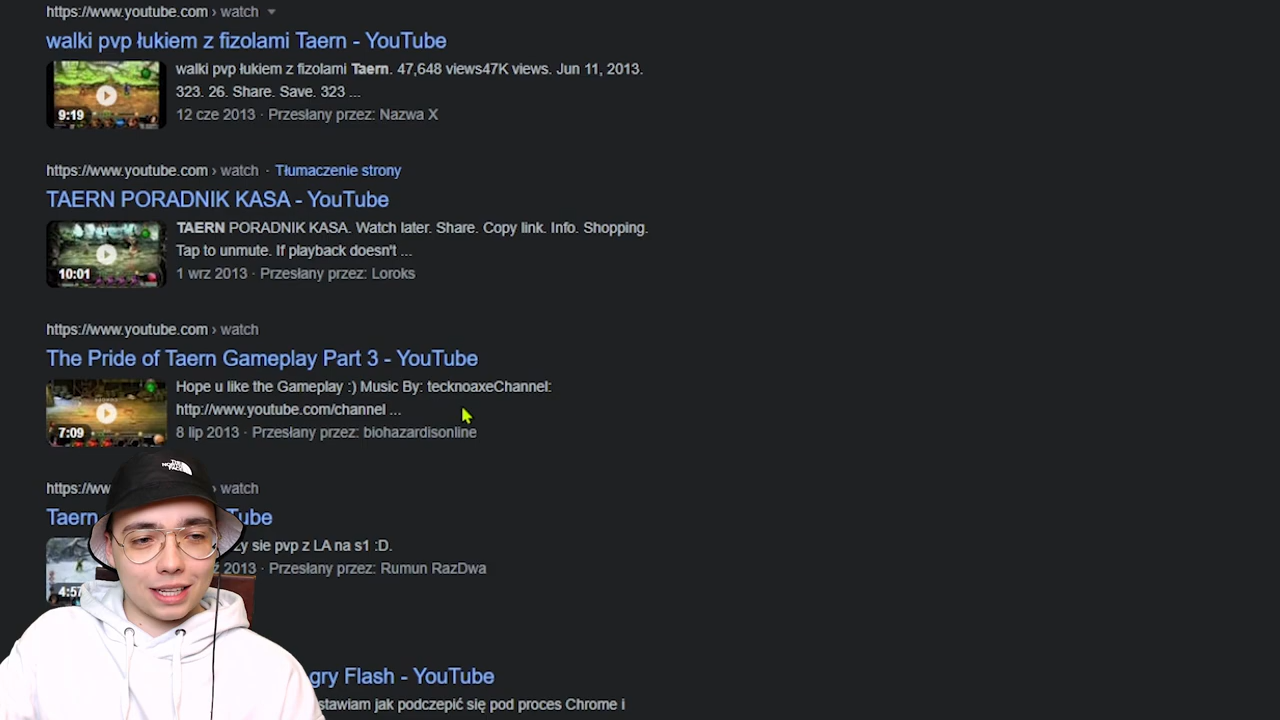 https://www.youtube.com › watch
walki pvp łukiem z fizolami Taern - YouTube
walki pvp łukiem z fizolami Taern. 47,648 views47K views. Jun 11, 2013.
9:19
323. 26. Share. Save. 323 ...
12 cze 2013 · Przesłany przez: Nazwa X
https://www.youtube.com › watch · Tłumaczenie strony
TAERN PORADNIK KASA - YouTube
TAERN PORADNIK KASA. Watch later. Share. Copy link. Info. Shopping.
Tap to unmute. If playback doesn't ...
10:01
1 wrz 2013 · Przesłany przez: Loroks
https://www.youtube.com › watch
The Pride of Taern Gameplay Part 3 - YouTube
Hope u like the Gameplay :) Music By: tecknoaxeChannel:
http://www.youtube.com/channel ...
7:09
8 lip 2013 · Przesłany przez: biohazardisonline
THE NORTH FACE
https://ww › watch
Taern Tube
zy sie pvp z LA na s1 :D.
2013 · Przesłany przez: Rumun RazDwa
4:57
gry Flash - YouTube
stawiam jak podczepić się pod proces Chrome i